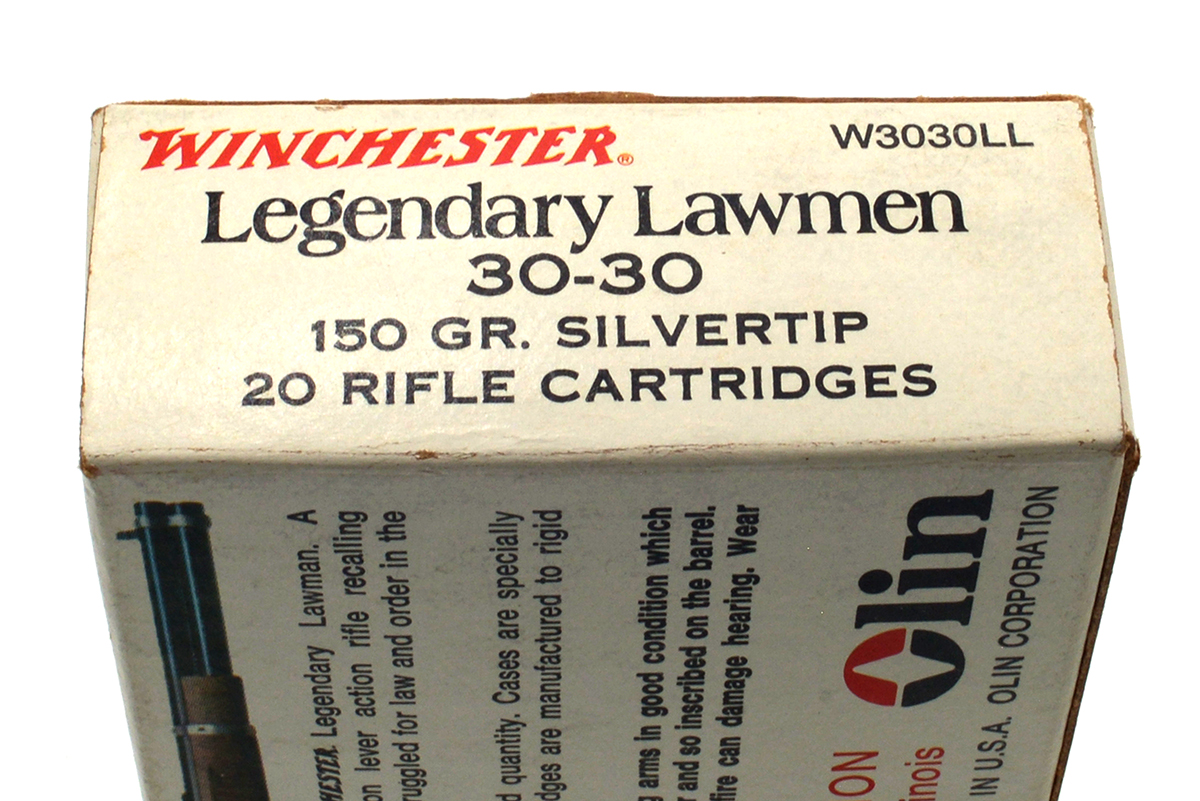 WINCHESTER®
W3030LL
Legendary Lawmen
30-30
150 GR. SILVERTIP
20 RIFLE CARTRIDGES
Legendary Lawman. A
lever action rifle recalling
for law and order in the
quantity. Cases are specially
are manufactured to rigid
arms in good condition which
and so inscribed on the barrel.
fire can damage hearing. Wear
Olin
IN U.S.A. OLIN CORPORATION